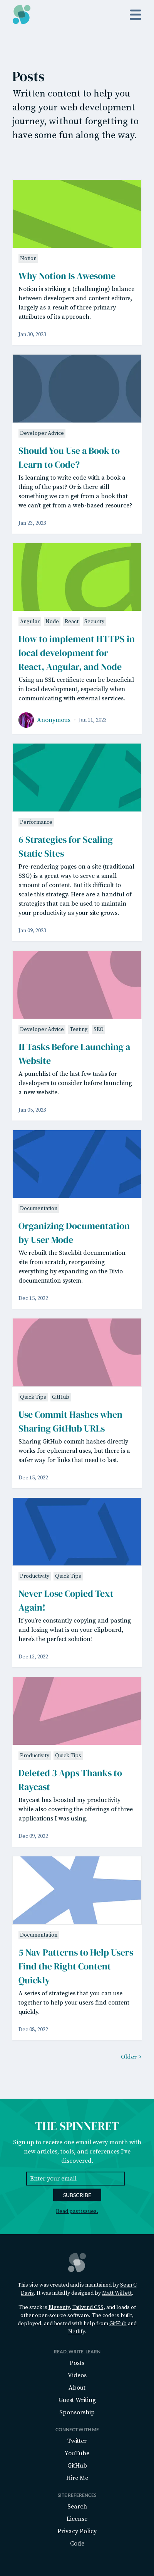 Posts
Written content to help you
along your web development
journey, without forgetting to
have some fun along the way.
Notion
Why Notion Is Awesome
Notion is striking a (challenging) balance
between developers and content editors,
largely as a result of three primary
attributes of its approach.
Jan 30, 2023
Developer Advice
Should You Use a Book to
Learn to Code?
Is learning to write code with a book a
thing of the past? Or is there still
something we can get from a book that
we can't get from a web-based resource?
Jan 23, 2023
Angular Node React Security
How to implement HTTPS in
local development for
React, Angular, and Node
Using an SSL certificate can be beneficial
in local development, especially when
communicating with external services.
Anonymous Jan 11, 2023
Performance
6 Strategies for Scaling
Static Sites
Pre-rendering pages on a site (traditional
SSG) is a great way to serve a small
amount of content. But it's difficult to
scale this strategy. Here are a handful of
strategies that can be used to maintain
your productivity as your site grows.
Jan 09, 2023
Developer Advice Testing SEO
11 Tasks Before Launching a
Website
A punchlist of the last few tasks for
developers to consider before launching
a new website.
Jan 05, 2023
Documentation
Organizing Documentation
by User Mode
We rebuilt the Stackbit documentation
site from scratch, reorganizing
everything by expanding on the Divio
documentation system.
Dec 15, 2022
Quick Tips GitHub
Use Commit Hashes when
Sharing GitHub URLs
Sharing GitHub commit hashes directly
works for ephemeral uses, but there is a
safer way for links that need to last.
Dec 15, 2022
Productivity Quick Tips
Never Lose Copied Text
Again!
If you're constantly copying and pasting
and losing what is on your clipboard,
here's the perfect solution!
Dec 13, 2022
Productivity Quick Tips
Deleted 3 Apps Thanks to
Raycast
Raycast has boosted my productivity
while also covering the offerings of three
applications I was using.
Dec 09, 2022
Documentation
5 Nav Patterns to Help Users
Find the Right Content
Quickly
A series of strategies that you can use
together to help your users find content
quickly.
Dec 08, 2022
Older >
THE SPINNERET
Sign up to receive one email every month with
new articles, tools, and references I've
discovered.
Enter your email
SUBSCRIBE
Read past issues.
This site was created and is maintained by Sean C
Davis. It was initially designed by Matt Willett.
The stack is Eleventy, Tailwind CSS, and loads of
other open-source software. The code is built,
deployed, and hosted with help from GitHub and
Netlify.
READ, WRITE, LEARN
Posts
Videos
About
Guest Writing
Sponsorship
CONNECT WITH ME
Twitter
YouTube
GitHub
Hire Me
SITE REFERENCES
Search
License
Privacy Policy
Code